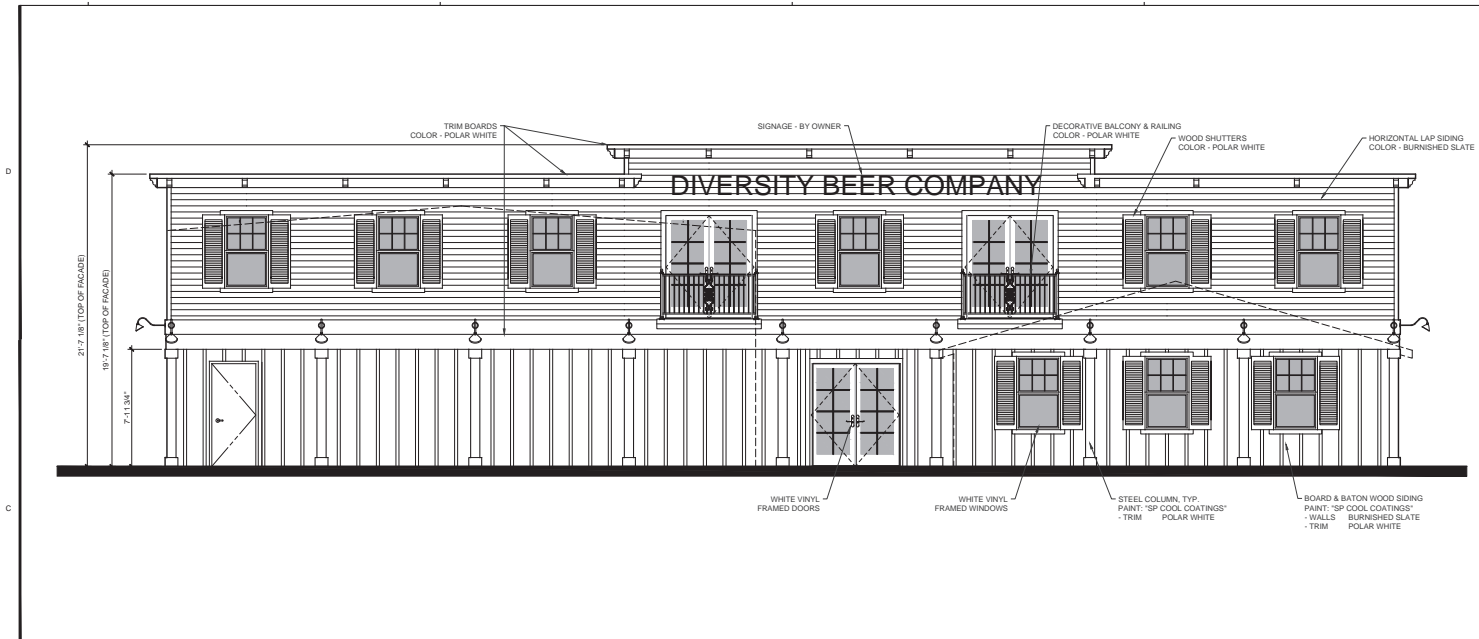 TRIM BOARDS
COLOR - POLAR WHITE
SIGNAGE - BY OWNER
DECORATIVE BALCONY & RAILING
COLOR - POLAR WHITE
WOOD SHUTTERS
COLOR - POLAR WHITE
HORIZONTAL LAP SIDING
COLOR - BURNISHED SLATE
D
DIVERSITY BEER COMPANY
21'-7 1/8" (TOP OF FACADE)
19'-7 1/8" (TOP OF FACADE)
7'-11 3/4"
C
WHITE VINYL
FRAMED DOORS
WHITE VINYL
FRAMED WINDOWS
STEEL COLUMN, TYP.
PAINT: "SP COOL COATINGS"
- TRIM POLAR WHITE
BOARD & BATON WOOD SIDING
PAINT: "SP COOL COATINGS"
- WALLS BURNISHED SLATE
- TRIM POLAR WHITE